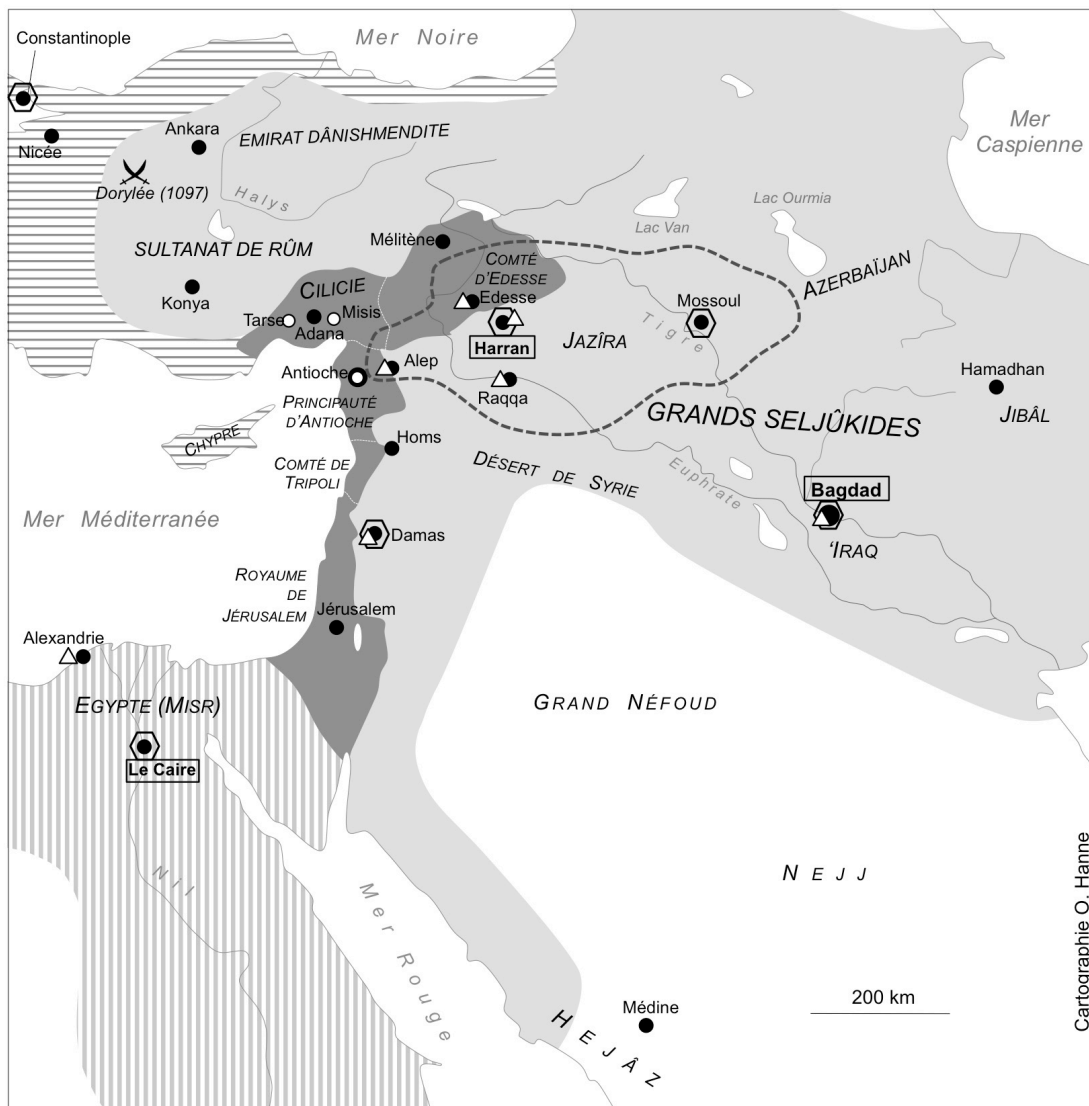 Constantinople
Mer Noire
Mer
Caspienne
Nicée
Ankara
EMIRAT DÂNISHMENDITE
Dorylée (1097)
Halys
Lac Van
Lac Ourmia
SULTANAT DE RÛM
Mélitène
COMTÉ
D'EDESSE
AZERBAÏJAN
Konya
CILICIE
Edesse
Tarse
Adana
Misis
Harran
JAZÎRA
Tigre
Mossoul
Antioche
Alep
Raqqa
Hamadhan
PRINCIPAUTÉ
D'ANTIOCHE
GRANDS SELJÛKIDES
JIBÂL
CHYPRE
Homs
COMTÉ DE
TRIPOLI
DÉSERT DE SYRIE
Euphrate
Bagdad
Mer Méditerranée
Damas
'IRAQ
ROYAUME
DE
JÉRUSALEM
Jérusalem
Alexandrie
EGYPTE (MISR)
GRAND NÉFOUD
Le Caire
Nil
Mer Rouge
NEJJ
Médine
HEJÂZ
200 km
Cartographie O. Hanne